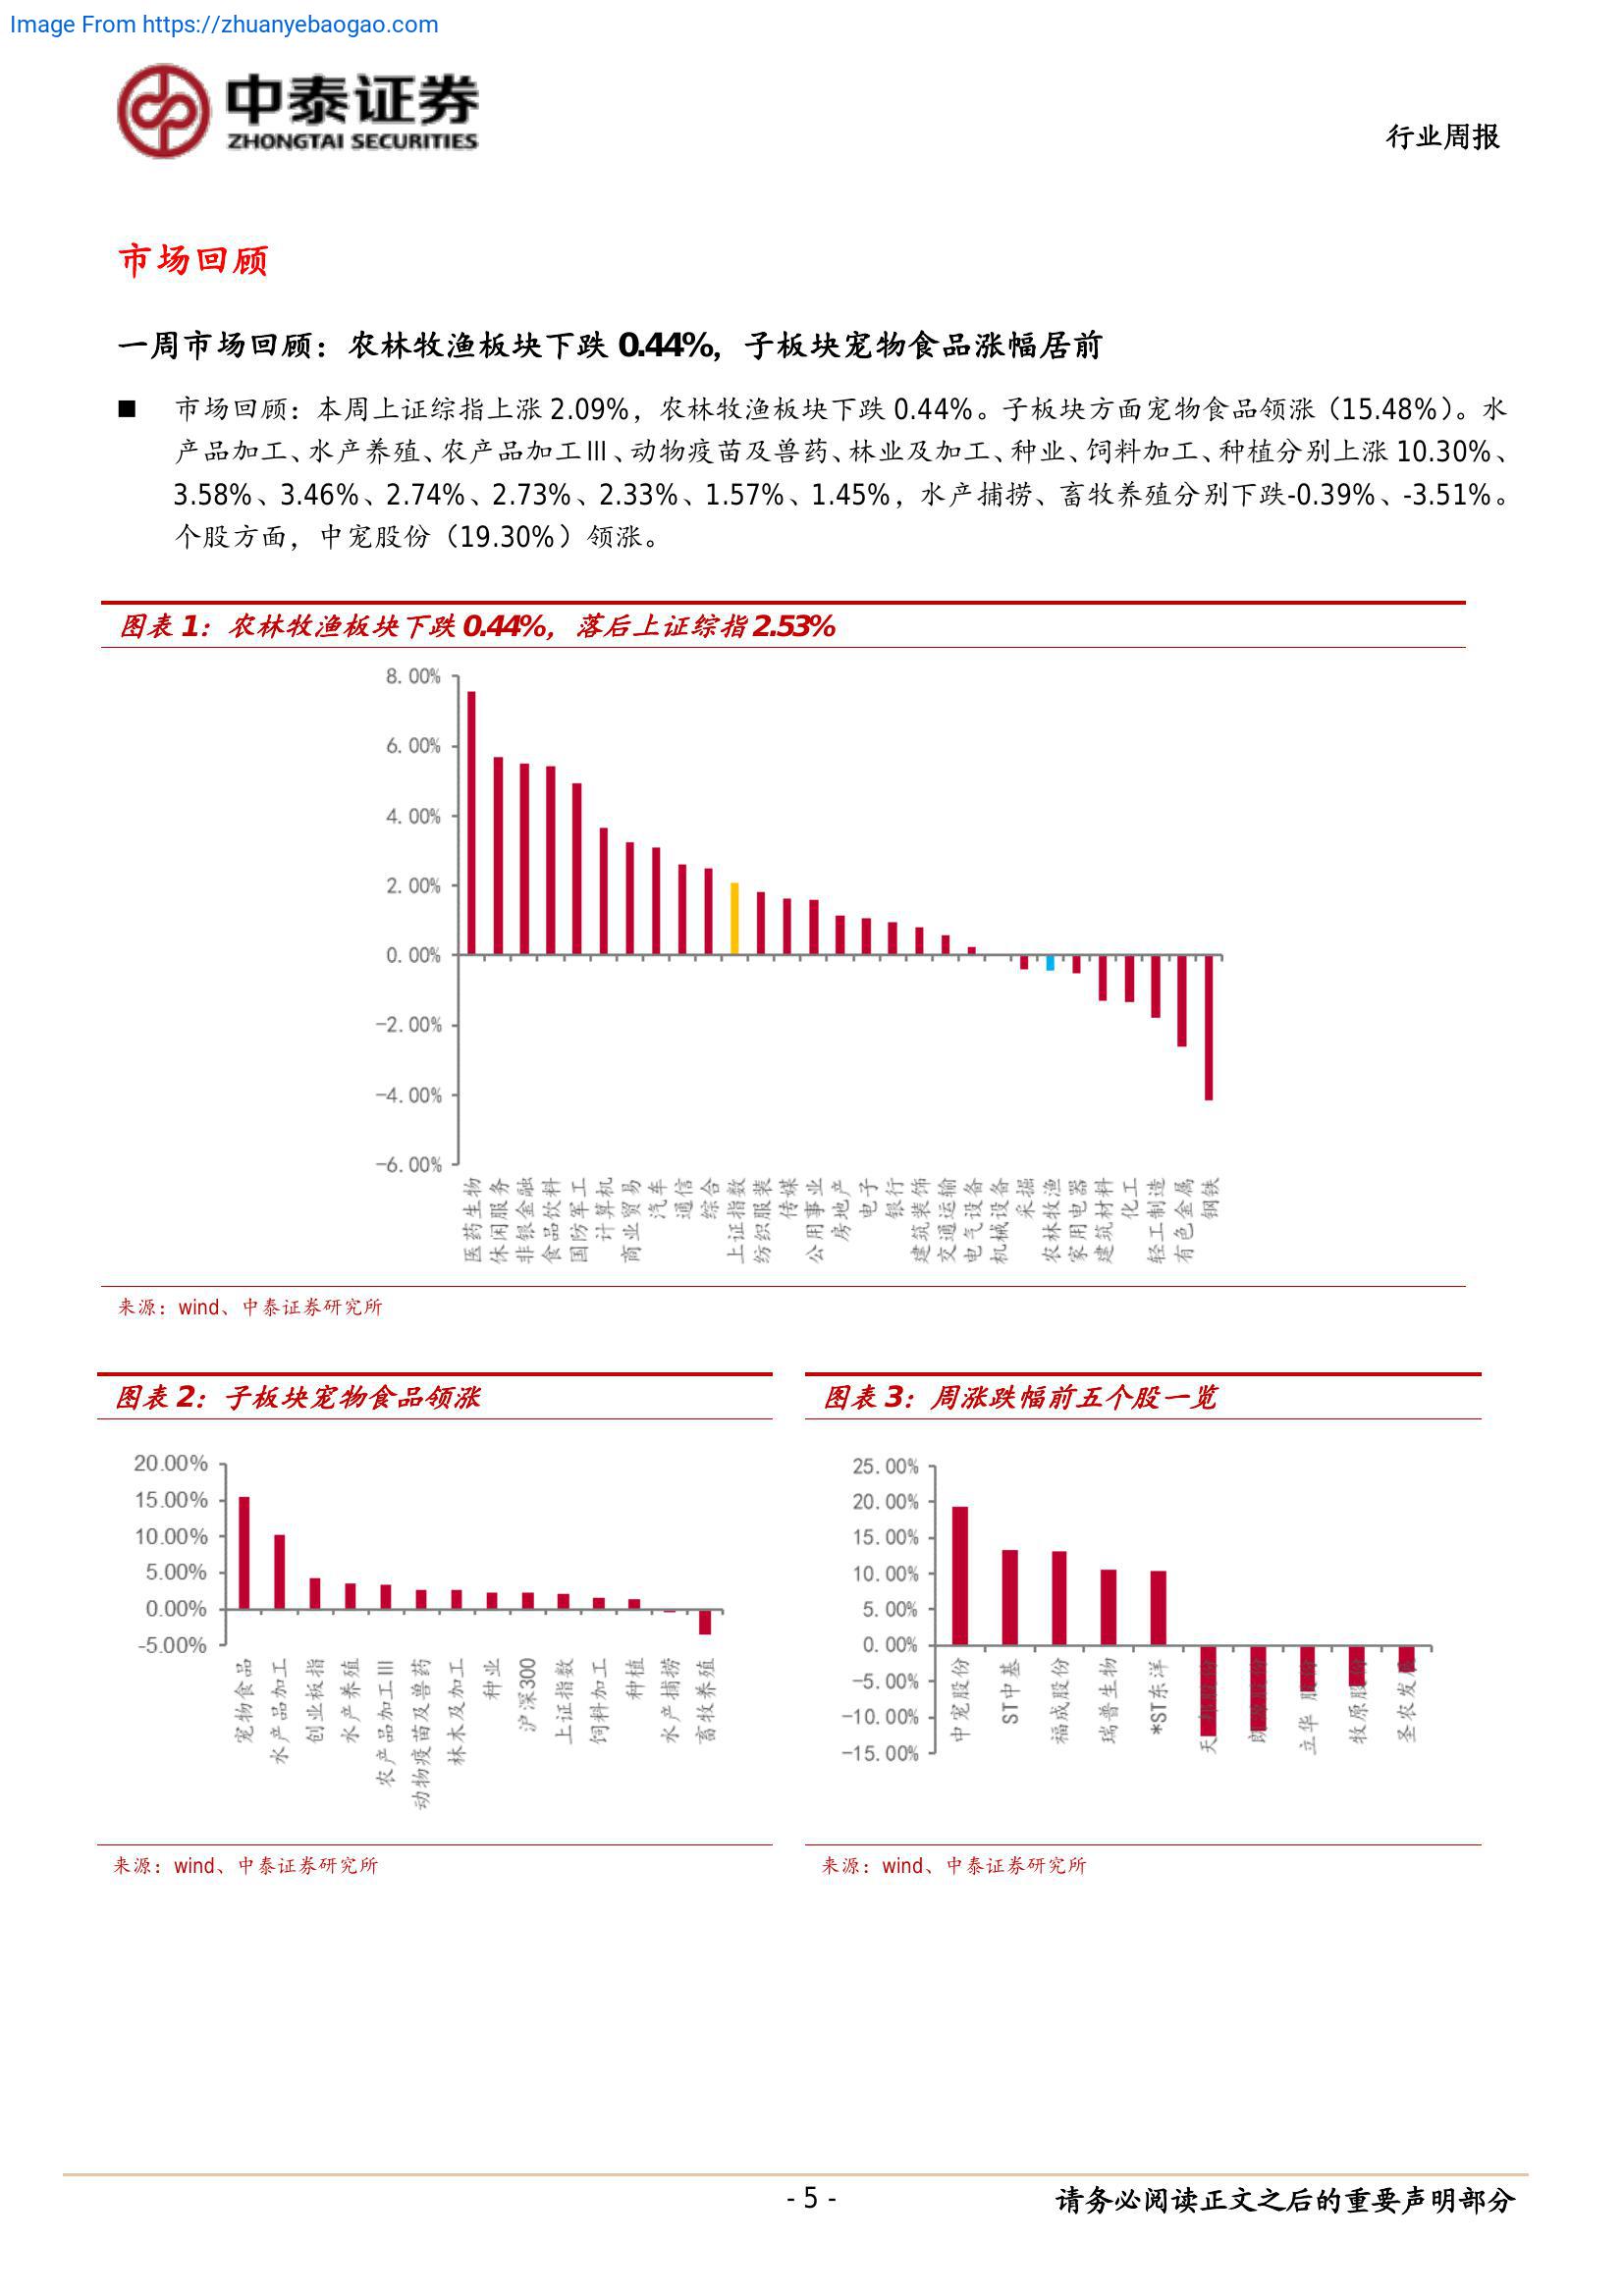 Image From https://zhuanyebaogao.com
中泰证券
ZHONGTAI SECURITIES
行业周报
市场回顾
一周市场回顾：农林牧渔板块下跌 0.44%，子板块宠物食品涨幅居前
■ 市场回顾：本周上证综指上涨 2.09%，农林牧渔板块下跌 0.44%。子板块方面宠物食品领涨（15.48%）。水
产品加工、水产养殖、农产品加工Ⅲ、动物疫苗及兽药、林业及加工、种业、饲料加工、种植分别上涨 10.30%、
3.58%、3.46%、2.74%、2.73%、2.33%、1.57%、1.45%，水产捕捞、畜牧养殖分别下跌-0.39%、-3.51%。
个股方面，中宠股份（19.30%）领涨。
图表 1：农林牧渔板块下跌 0.44%，落后上证综指 2.53%
8.00%
6.00%
4.00%
2.00%
0.00%
-2.00%
-4.00%
-6.00%
医药生物
休闲服务
非银金融
食品饮料
国防军工
计算机
商业贸易
汽车
通信
综合
上证指数
纺织服装
传媒
公用事业
房地产
电子
银行
建筑装饰
交通运输
电气设备
机械设备
采掘
农林牧渔
家用电器
建筑材料
化工
轻工制造
有色金属
钢铁
来源：wind、中泰证券研究所
图表 2：子板块宠物食品领涨
20.00%
15.00%
10.00%
5.00%
0.00%
-5.00%
宠物食品
水产品加工
创业板指
水产养殖
农产品加工Ⅲ
动物疫苗及兽药
林木及加工
种业
沪深300
上证指数
饲料加工
种植
水产捕捞
畜牧养殖
来源：wind、中泰证券研究所
图表 3：周涨跌幅前五个股一览
25.00%
20.00%
15.00%
10.00%
5.00%
0.00%
-5.00%
-10.00%
-15.00%
中宠股份
ST中基
福成股份
瑞普生物
*ST东洋
天
立华
牧原股
圣农发
来源：wind、中泰证券研究所
- 5 -
请务必阅读正文之后的重要声明部分